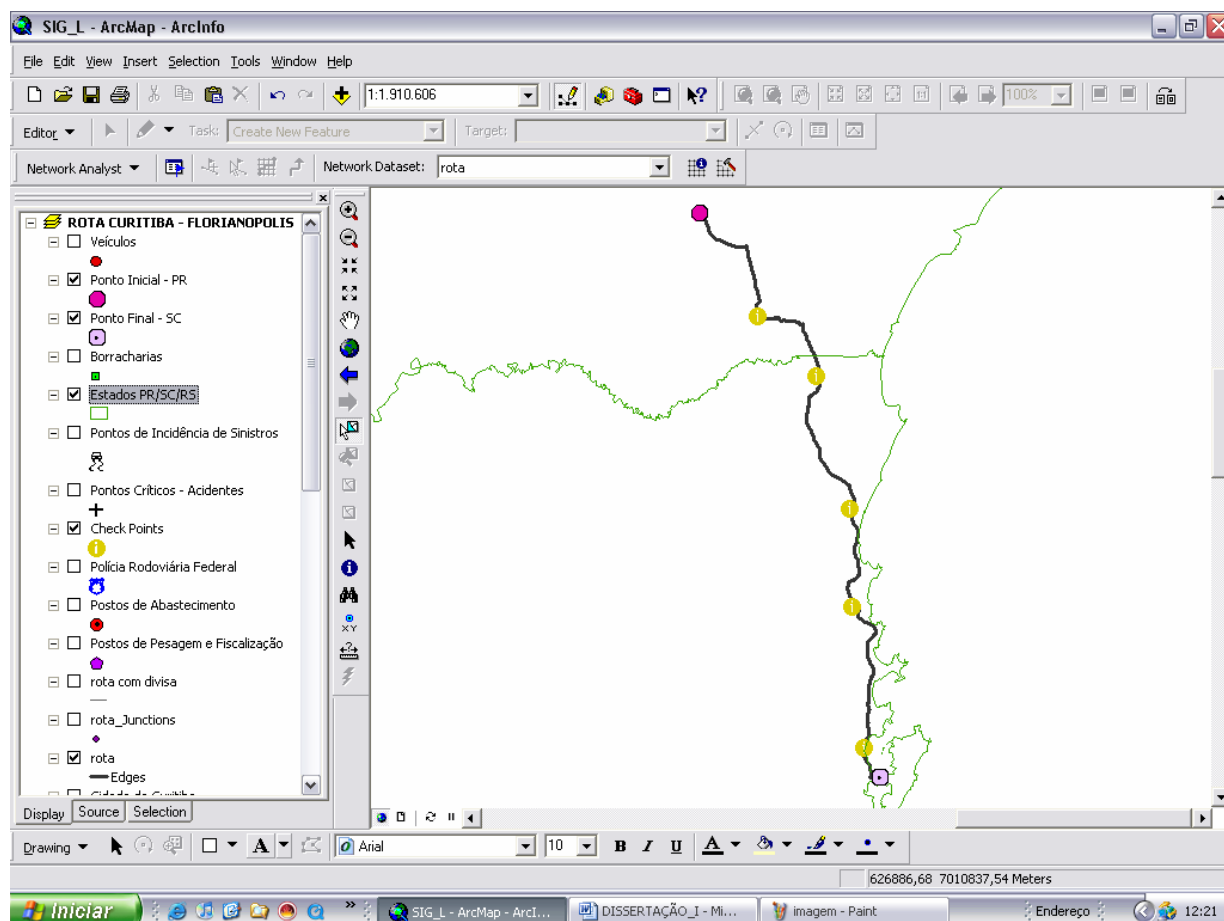 SIG_L - ArcMap - ArcInfo
File Edit View Insert Selection Tools Window Help
1:1.910.606
100%
Editor Task: Create New Feature Target:
Network Analyst Network Dataset: rota
ROTA CURITIBA - FLORIANOPOLIS
Veículos
Ponto Inicial - PR
Ponto Final - SC
Borracharias
Estados PR/SC/RS
Pontos de Incidência de Sinistros
Pontos Críticos - Acidentes
Check Points
Polícia Rodoviária Federal
Postos de Abastecimento
Postos de Pesagem e Fiscalização
rota com divisa
rota_Junctions
rota
Edges
Display Source Selection
Drawing A Arial 10 B I U A
626886,68 7010837,54 Meters
Iniciar SIG_L - ArcMap - ArcI... DISSERTAÇÃO_I - Mi... imagem - Paint Endereço 12:21